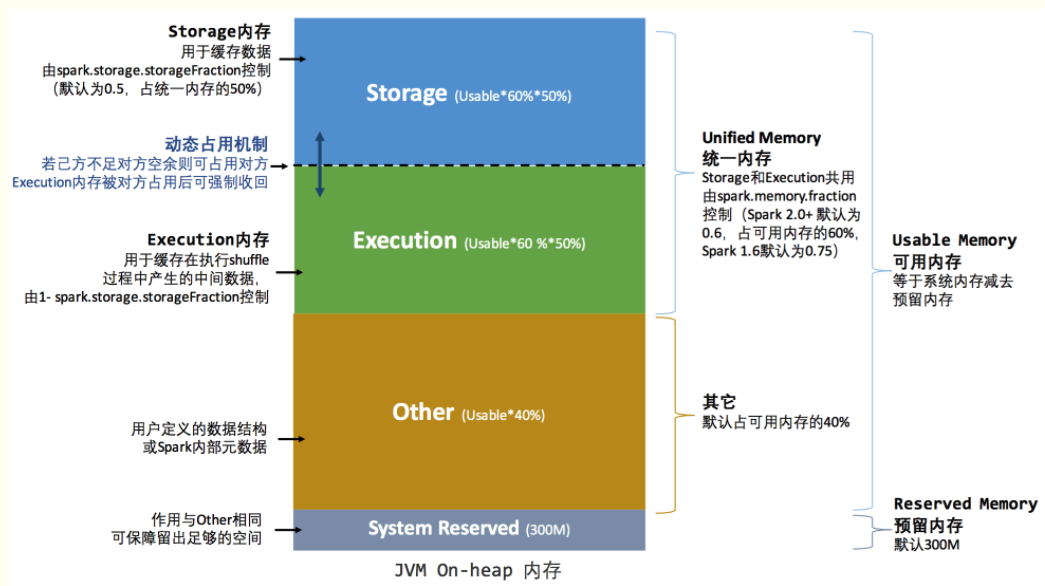 Storage内存
用于缓存数据
由spark.storage.storageFraction控制
（默认为0.5，占统一内存的50%）
动态占用机制
若己方不足对方空余则可占用对方
Execution内存被对方占用后可强制收回
Execution内存
用于缓存在执行shuffle
过程中产生的中间数据，
由1- spark.storage.storageFraction控制
用户定义的数据结构
或Spark内部元数据
作用与Other相同
可保障留出足够的空间
Storage (Usable*60%*50%)
Execution (Usable*60 %*50%)
Other (Usable*40%)
System Reserved (300M)
JVM On-heap 内存
Unified Memory
统一内存
Storage和Execution共用
由spark.memory.fraction
控制（Spark 2.0+ 默认为
0.6，占可用内存的60%,
Spark 1.6默认为0.75）
其它
默认占可用内存的40%
Usable Memory
可用内存
等于系统内存减去
预留内存
Reserved Memory
预留内存
默认300M